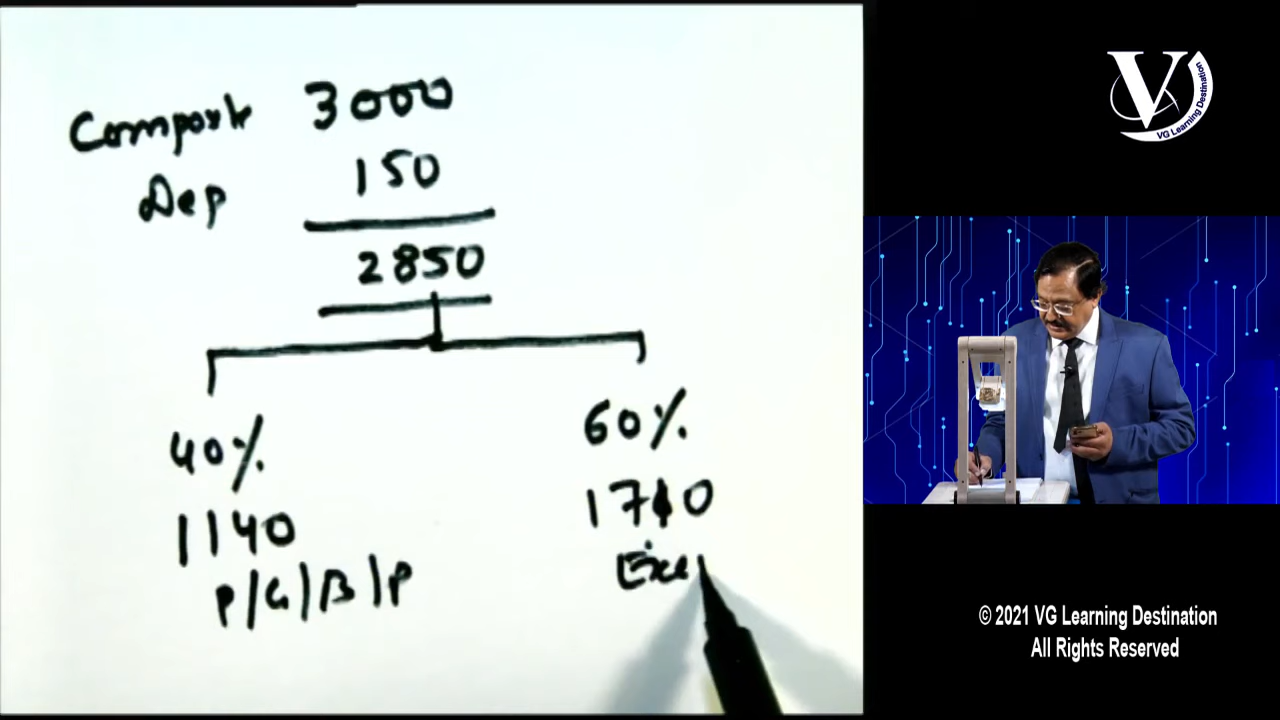 Composite 3000
Dep 150
2850
40% 60%
1140 1710
P/G/B/P Exe
V
VG Learning Destination
© 2021 VG Learning Destination
All Rights Reserved